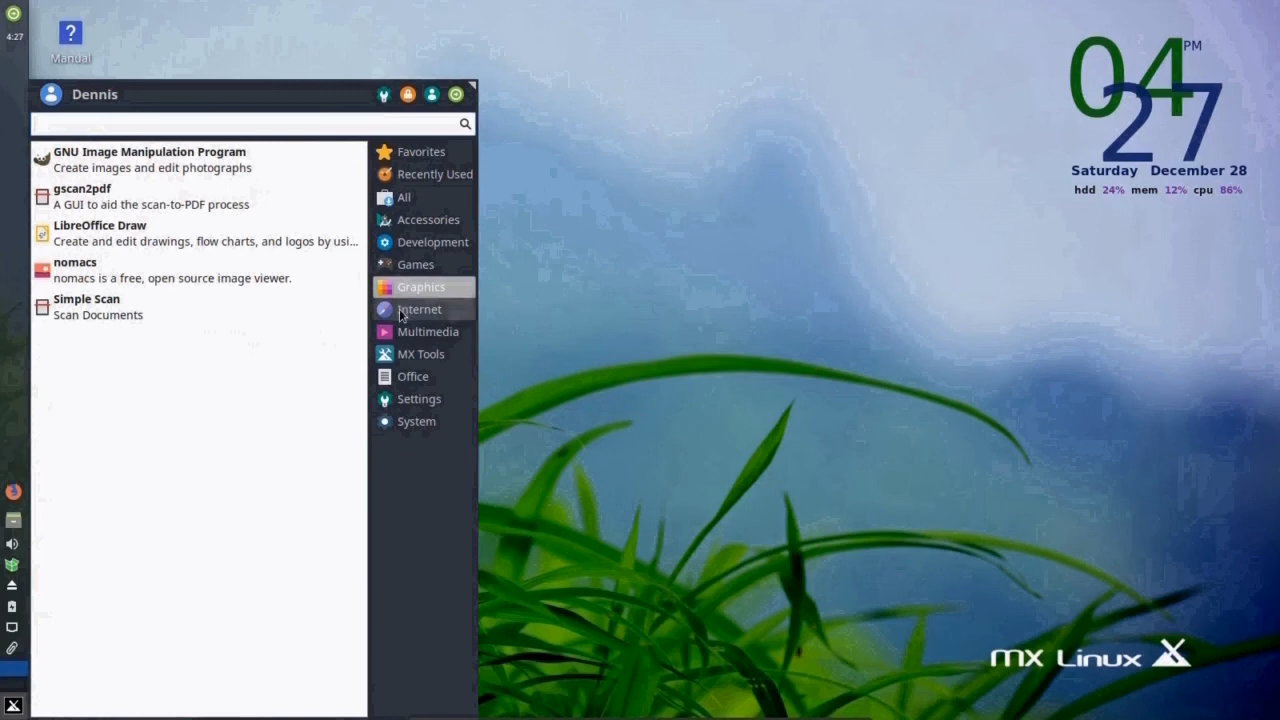 4:27
Manual
04 PM
27
Saturday December 28
hdd 24% mem 12% cpu 86%
Dennis
GNU Image Manipulation Program
Create images and edit photographs
gscan2pdf
A GUI to aid the scan-to-PDF process
LibreOffice Draw
Create and edit drawings, flow charts, and logos by usi...
nomacs
nomacs is a free, open source image viewer.
Simple Scan
Scan Documents
Favorites
Recently Used
All
Accessories
Development
Games
Graphics
Internet
Multimedia
MX Tools
Office
Settings
System
MX Linux